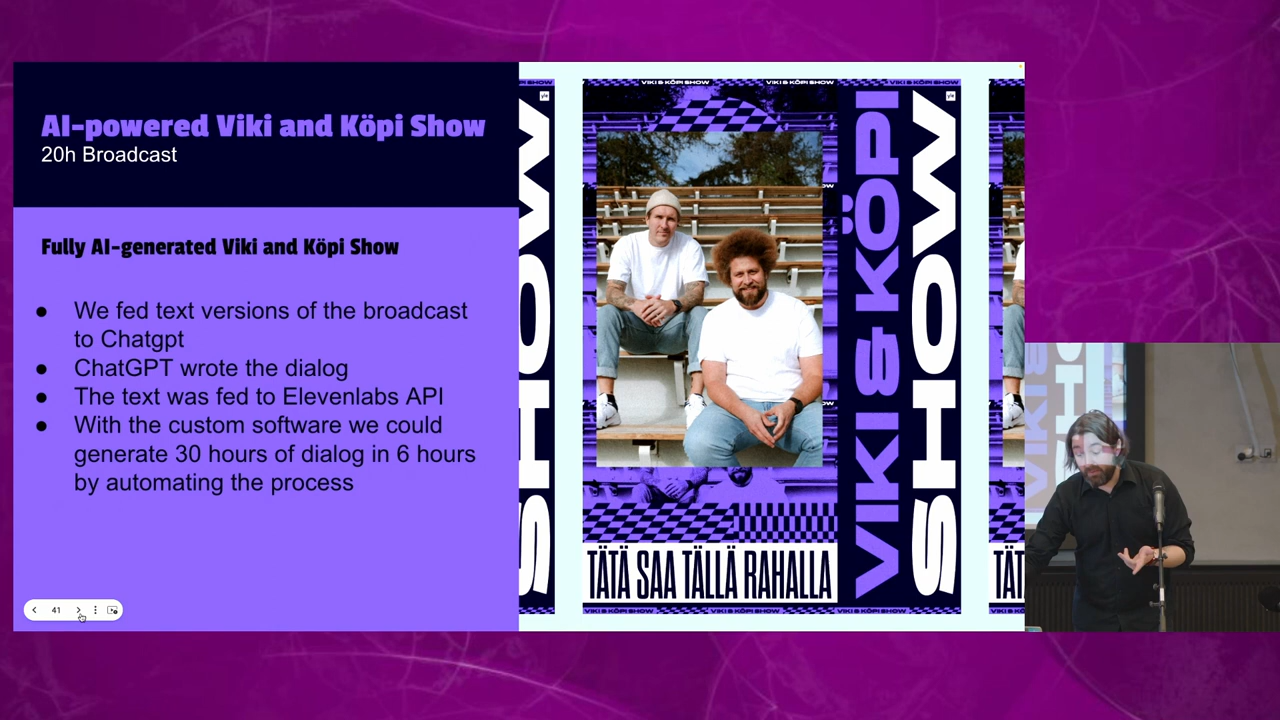 AI-powered Viki and Köpi Show
20h Broadcast
Fully AI-generated Viki and Köpi Show
● We fed text versions of the broadcast
to Chatgpt
● ChatGPT wrote the dialog
● The text was fed to Elevenlabs API
● With the custom software we could
generate 30 hours of dialog in 6 hours
by automating the process
41
SHOW
VIKI & KÖPI SHOW
VIKI & KÖPI SHOW
VIKI & KÖPI SHOW
VIKI & KÖPI
SHOW
TÄTÄ SAA TÄLLÄ RAHALLA
VIKI & KÖPI SHOW
VIKI & KÖPI SHOW
VIKI & KÖPI SHOW
TÄT